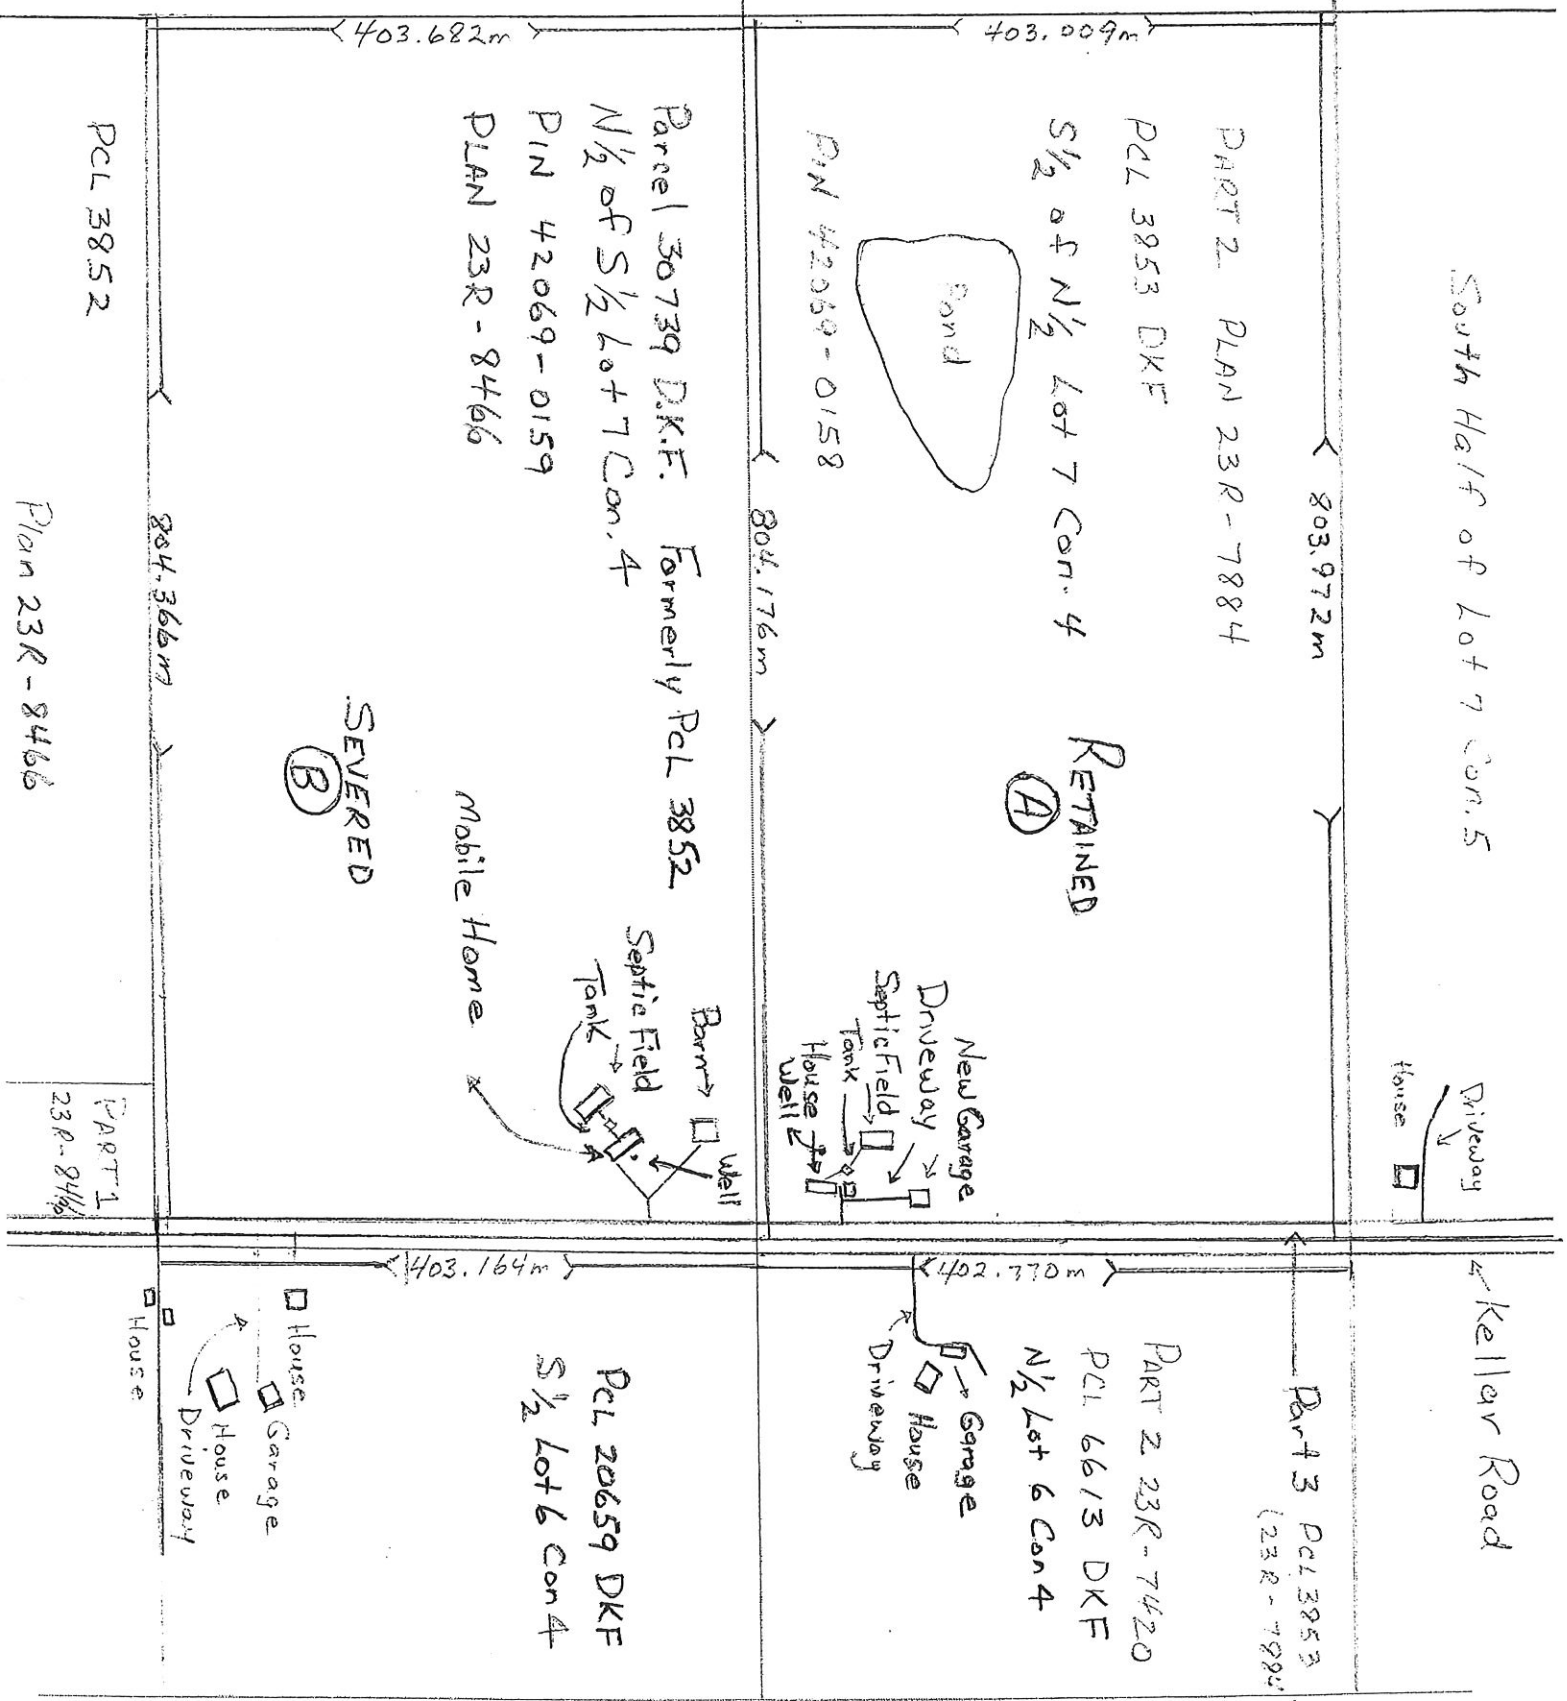 South Half of Lot 7 Con. 5
Driveway
House
Kellar Road
803.972m
403.009m
PART 2 PLAN 23R-7884
PCL 3853 DKF
S½ of N½ Lot 7 Con. 4
Pond
PIN 42069-0158
RETAINED
A
New Garage
Driveway
Septic Field
Tank
House
Well
Part 3 PCL 3853
(23R-7884
402.770m
PART 2 23R-7420
PCL 6613 DKF
N½ Lot 6 Con 4
Garage
House
Driveway
804.176m
403.682m
Parcel 30739 D.K.F. Formerly PCL 3852
N½ of S½ Lot 7 Con. 4
PIN 42069-0159
PLAN 23R-8466
Barn
Well
Septic Field
Tank
Mobile Home
SEVERED
B
403.164m
PCL 20659 DKF
S½ Lot 6 Con 4
House
Garage
House
Driveway
House
804.366m
PCL 3852
PART 1
23R-8466
Plan 23R-8466